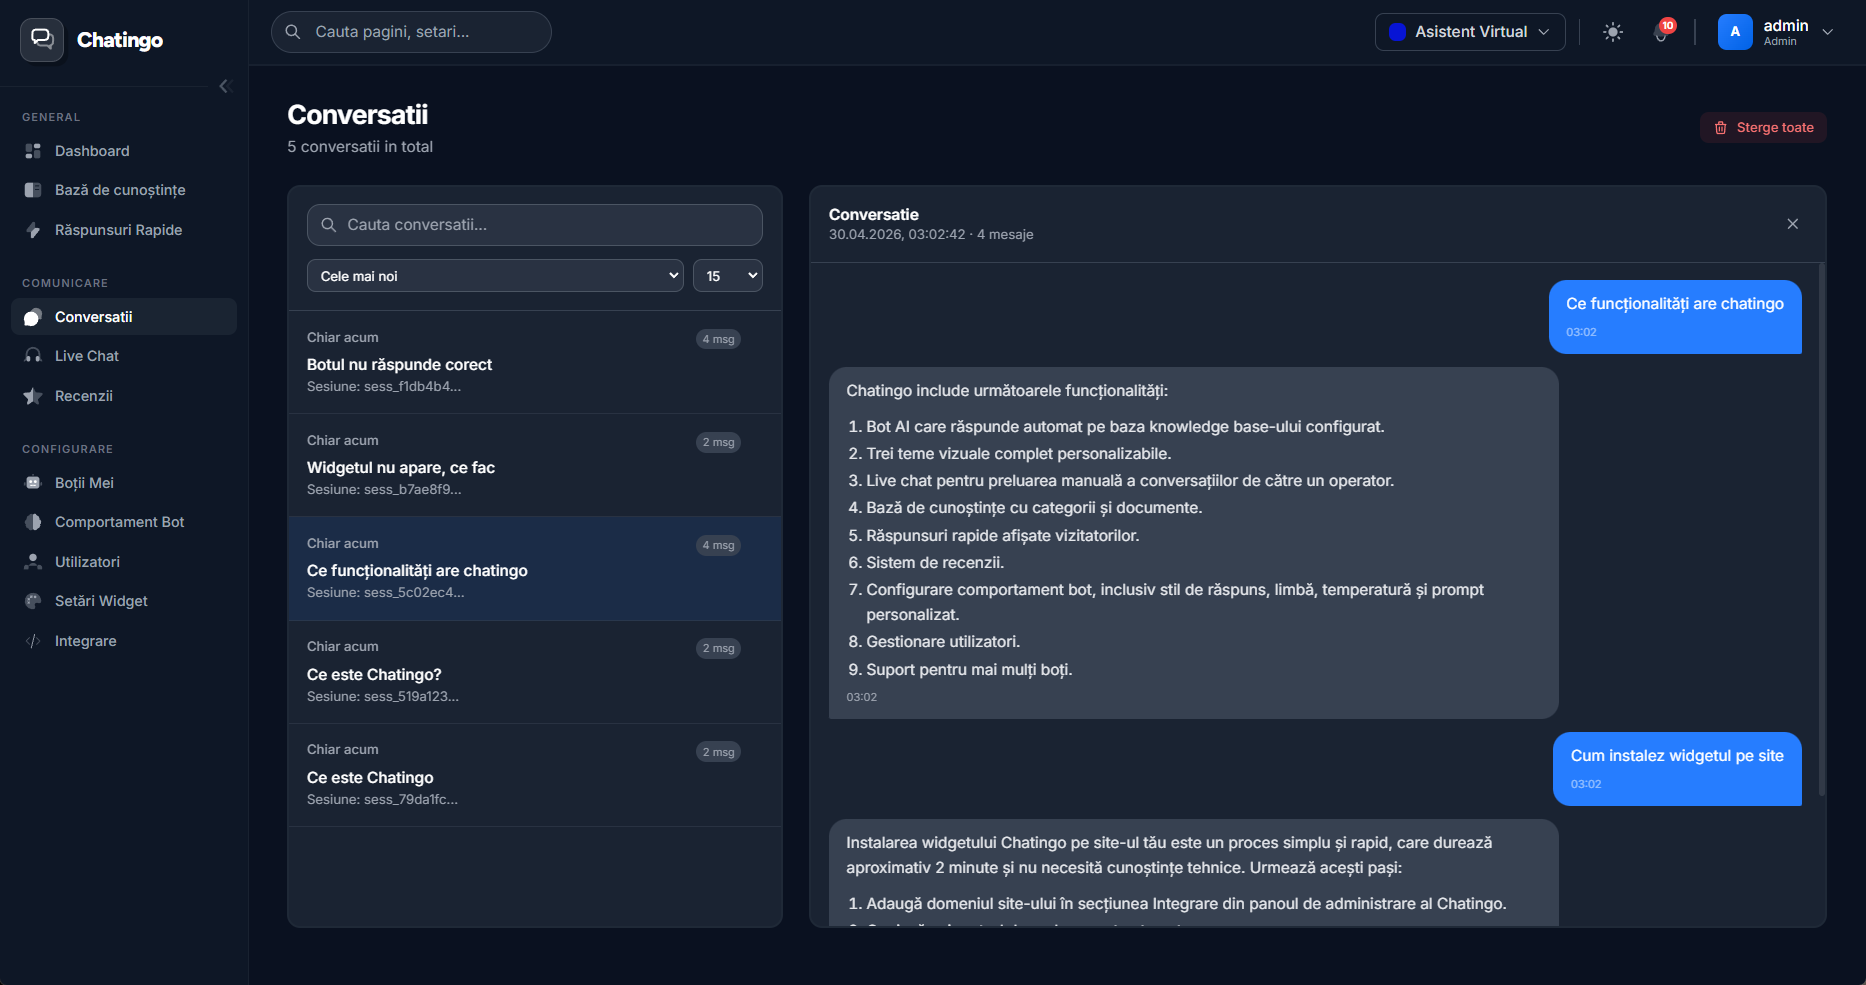 Chatingo
Cauta pagini, setari...
Asistent Virtual
10
A
admin
Admin
GENERAL
Dashboard
Bază de cunoștințe
Răspunsuri Rapide
COMUNICARE
Conversatii
Live Chat
Recenzii
CONFIGURARE
Boții Mei
Comportament Bot
Utilizatori
Setări Widget
Integrare
Conversatii
5 conversatii in total
Sterge toate
Cauta conversatii...
Cele mai noi
15
Chiar acum
4 msg
Botul nu răspunde corect
Sesiune: sess_f1db4b4...
Chiar acum
2 msg
Widgetul nu apare, ce fac
Sesiune: sess_b7ae8f9...
Chiar acum
4 msg
Ce funcționalități are chatingo
Sesiune: sess_5c02ec4...
Chiar acum
2 msg
Ce este Chatingo?
Sesiune: sess_519a123...
Chiar acum
2 msg
Ce este Chatingo
Sesiune: sess_79da1fc...
Conversatie
30.04.2026, 03:02:42 · 4 mesaje
Ce funcționalități are chatingo
03:02
Chatingo include următoarele funcționalități:
1. Bot AI care răspunde automat pe baza knowledge base-ului configurat.
2. Trei teme vizuale complet personalizabile.
3. Live chat pentru preluarea manuală a conversațiilor de către un operator.
4. Bază de cunoștințe cu categorii și documente.
5. Răspunsuri rapide afișate vizitatorilor.
6. Sistem de recenzii.
7. Configurare comportament bot, inclusiv stil de răspuns, limbă, temperatură și prompt
personalizat.
8. Gestionare utilizatori.
9. Suport pentru mai mulți boți.
03:02
Cum instalez widgetul pe site
03:02
Instalarea widgetului Chatingo pe site-ul tău este un proces simplu și rapid, care durează
aproximativ 2 minute și nu necesită cunoștințe tehnice. Urmează acești pași:
1. Adaugă domeniul site-ului în secțiunea Integrare din panoul de administrare al Chatingo.